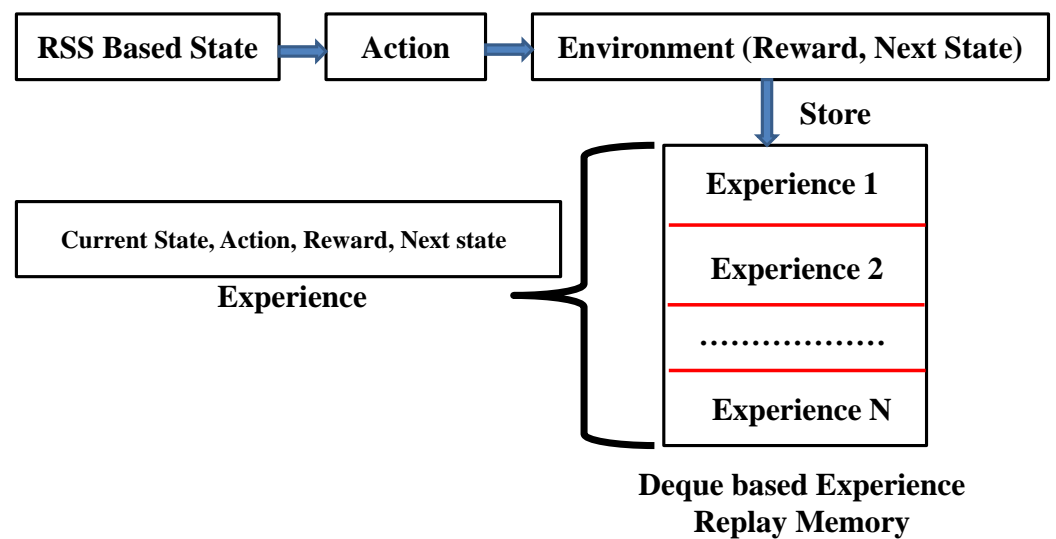 RSS Based State
Action
Environment (Reward, Next State)
Store
Experience 1
Current State, Action, Reward, Next state
Experience
Experience 2
...................
Experience N
Deque based Experience
Replay Memory